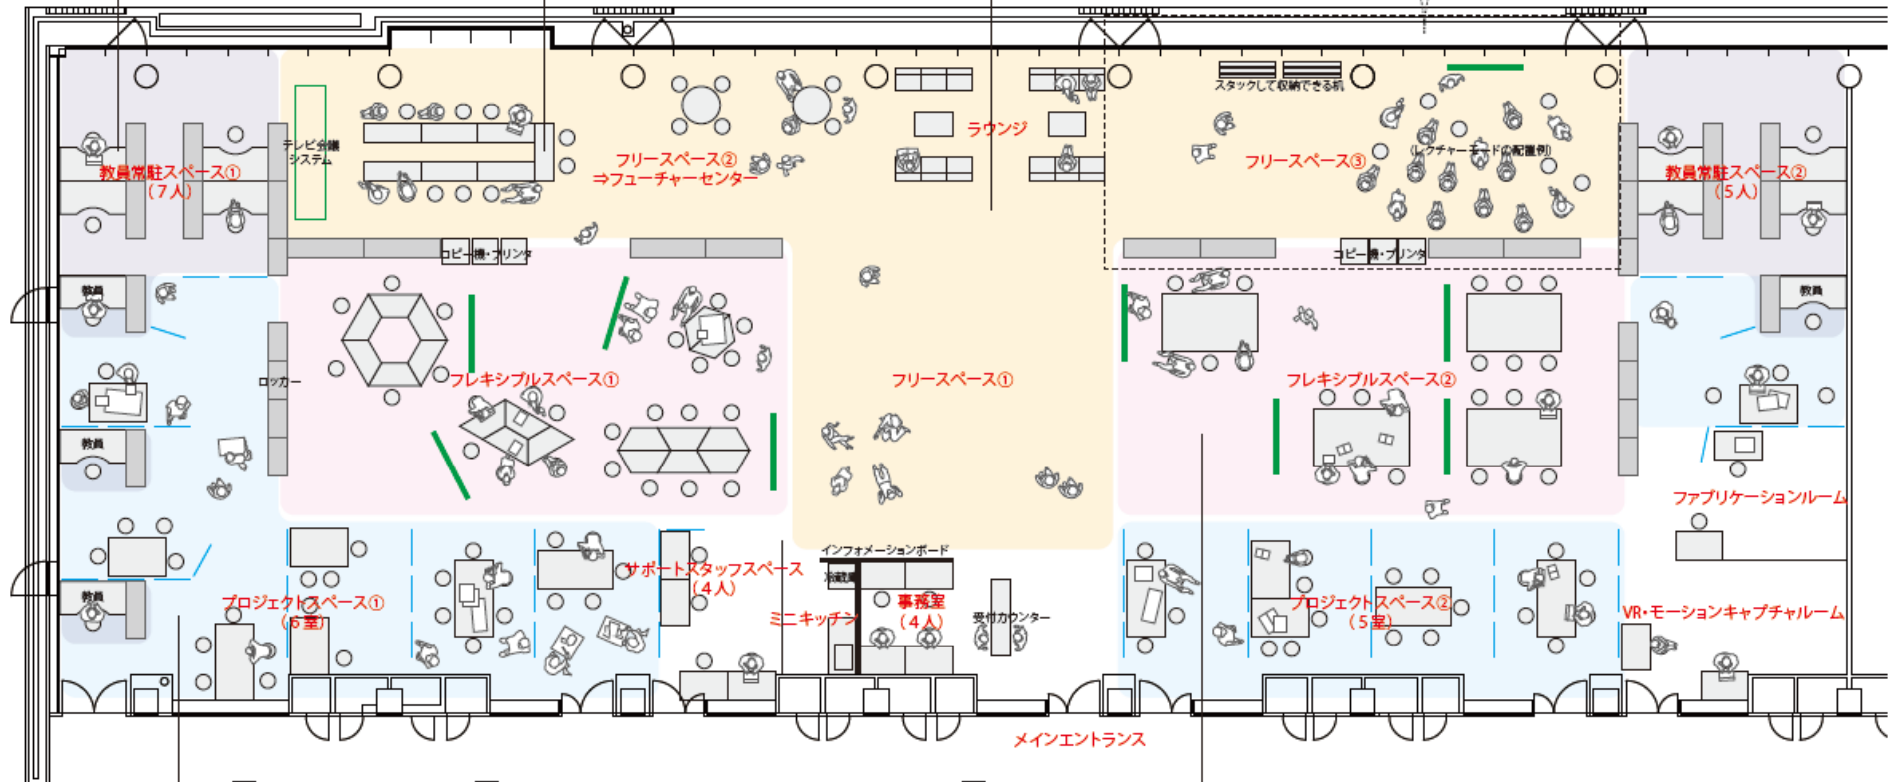 スタックして収納できる机
テレビ会議
システム
教員常駐スペース①
（７人）
フリースペース②
⇒フューチャーセンター
ラウンジ
フリースペース③
（レクチャーモードの配置例）
教員常駐スペース②
（５人）
コピー機・プリンタ
コピー機・プリンタ
教員
教員
ロッカー
フレキシブルスペース①
フリースペース①
フレキシブルスペース②
教員
ファブリケーションルーム
インフォメーションボード
サポートスタッフスペース
（４人）
冷蔵庫
教員
プロジェクトスペース①
（６室）
ミニキッチン
事務室
（４人）
受付カウンター
プロジェクトスペース②
（５室）
VR・モーションキャプチャルーム
メインエントランス